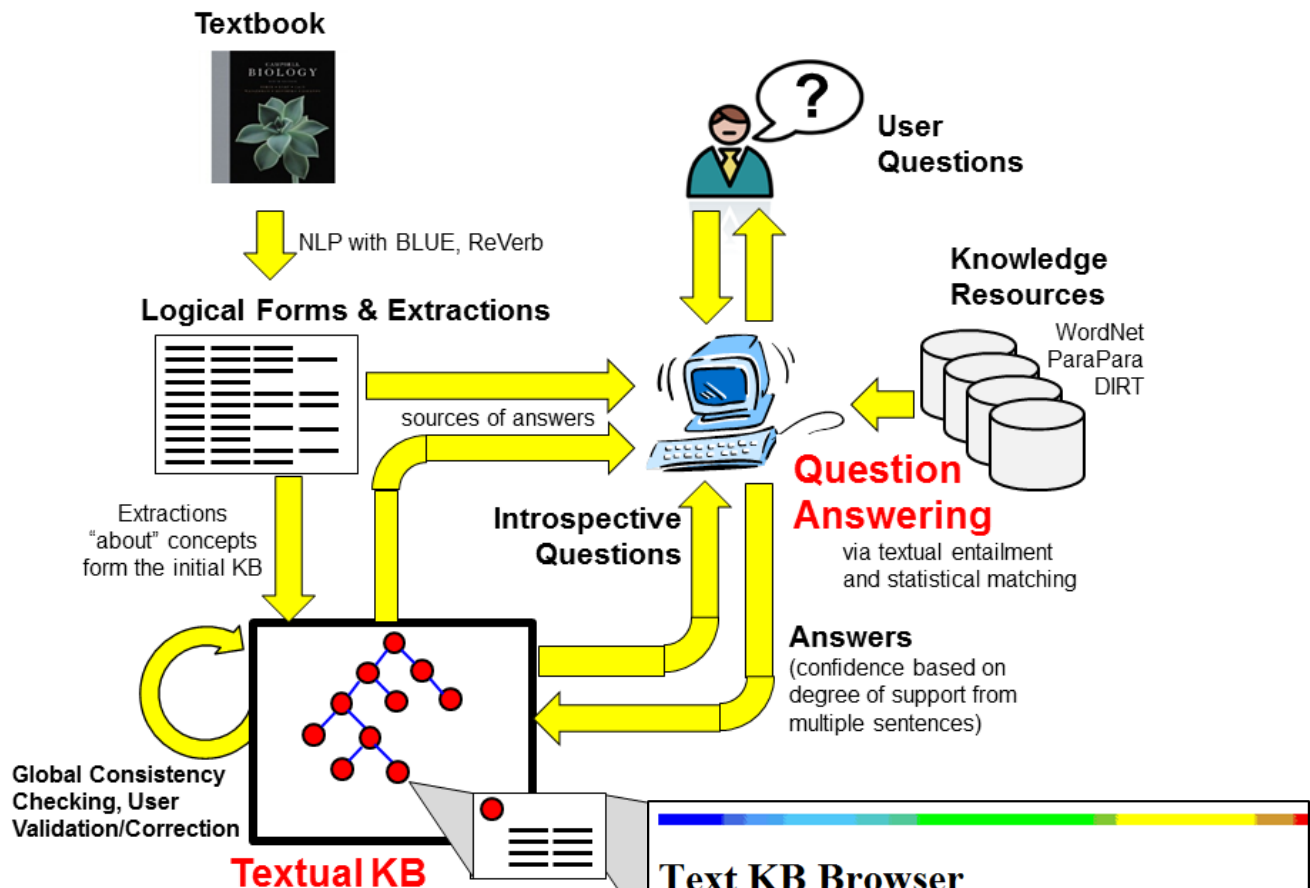 Textbook
CAMPBELL
BIOLOGY
?
User
Questions
NLP with BLUE, ReVerb
Knowledge
Resources
WordNet
ParaPara
DIRT
Logical Forms & Extractions
sources of answers
Question
Answering
via textual entailment
and statistical matching
Extractions
“about” concepts
form the initial KB
Introspective
Questions
Answers
(confidence based on
degree of support from
multiple sentences)
Global Consistency
Checking, User
Validation/Correction
Textual KB
Text KB Browser